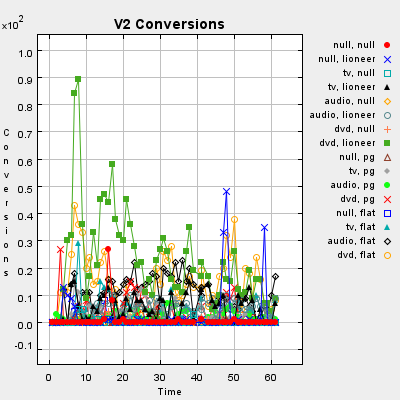 V2 Conversions
x10²
1.0
0.9
0.8
0.7
0.6
0.5
0.4
0.3
0.2
0.1
0.0
-0.1
Conversions
0 10 20 30 40 50 60
Time
null, null
null, lioneer
tv, null
tv, lioneer
audio, null
audio, lioneer
dvd, null
dvd, lioneer
null, pg
tv, pg
audio, pg
dvd, pg
null, flat
tv, flat
audio, flat
dvd, flat